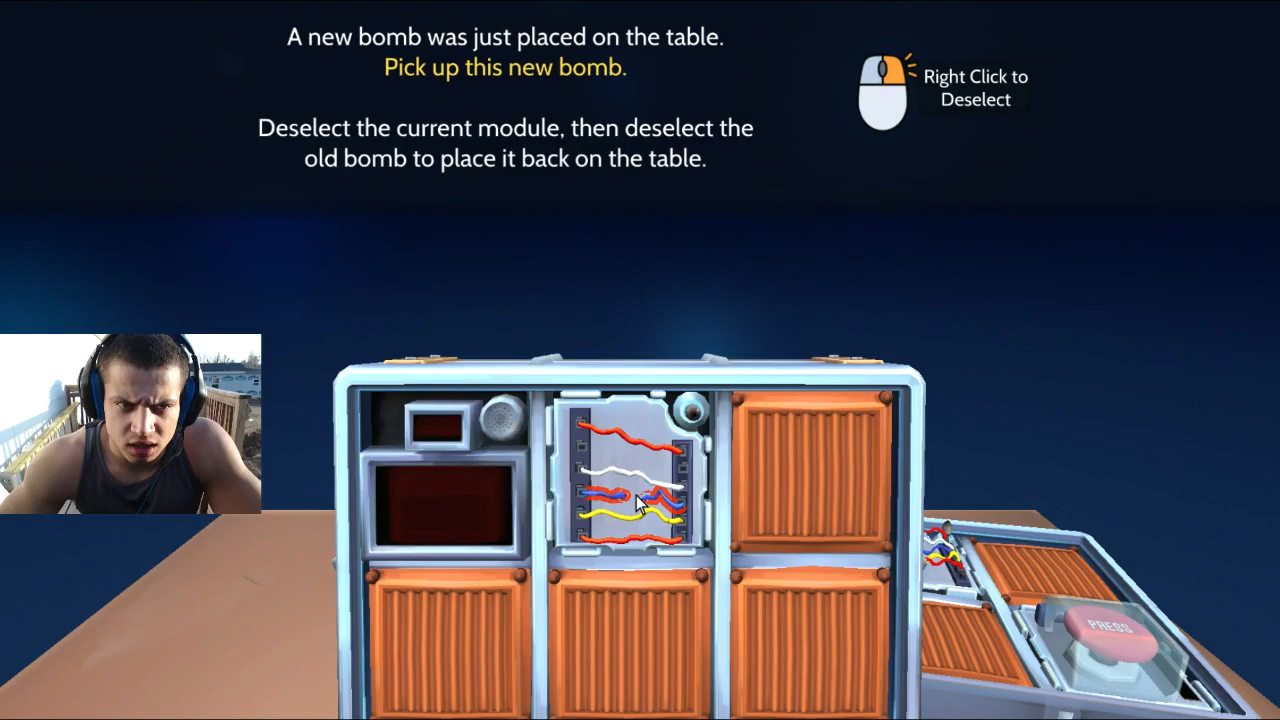 A new bomb was just placed on the table.
Pick up this new bomb.
Right Click to
Deselect
Deselect the current module, then deselect the
old bomb to place it back on the table.
PRESS